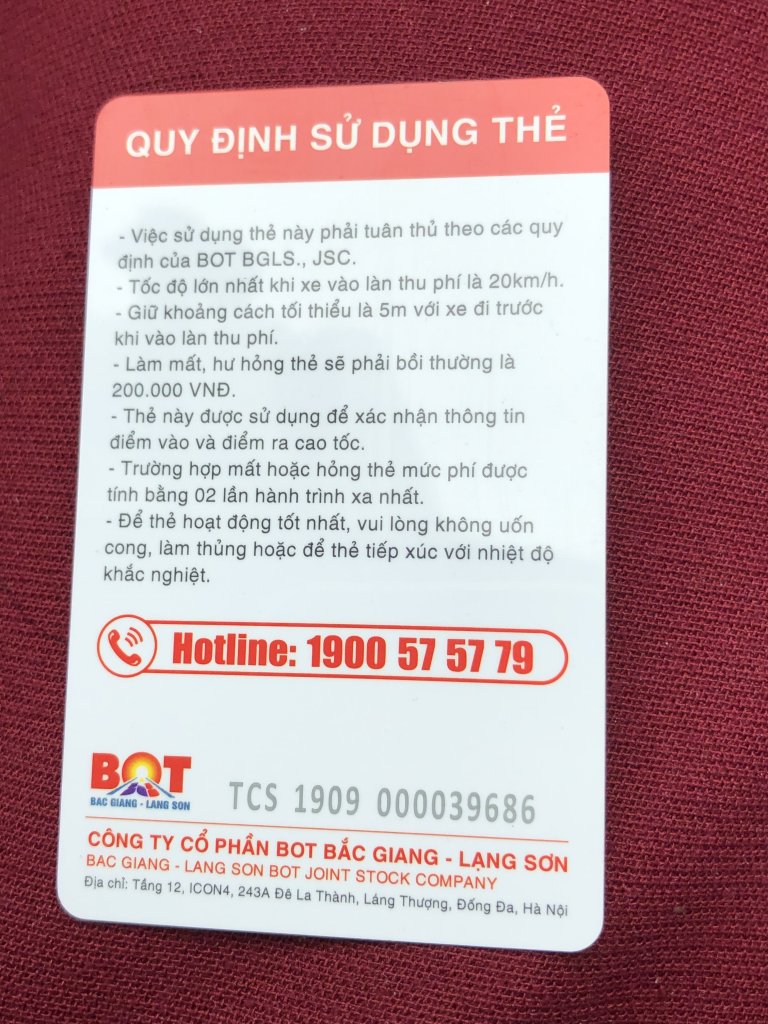 QUY ĐỊNH SỬ DỤNG THẺ
- Việc sử dụng thẻ này phải tuân thủ theo các quy
định của BOT BGLS., JSC.
- Tốc độ lớn nhất khi xe vào làn thu phí là 20km/h.
- Giữ khoảng cách tối thiểu là 5m với xe đi trước
khi vào làn thu phí.
- Làm mất, hư hỏng thẻ sẽ phải bồi thường là
200.000 VNĐ.
- Thẻ này được sử dụng để xác nhận thông tin
điểm vào và điểm ra cao tốc.
- Trường hợp mất hoặc hỏng thẻ mức phí được
tính bằng 02 lần hành trình xa nhất.
- Để thẻ hoạt động tốt nhất, vui lòng không uốn
cong, làm thủng hoặc để thẻ tiếp xúc với nhiệt độ
khắc nghiệt.
Hotline: 1900 57 57 79
BOT
BAC GIANG - LANG SON
TCS 1909 000039686
CÔNG TY CỔ PHẦN BOT BẮC GIANG - LẠNG SƠN
BAC GIANG - LANG SON BOT JOINT STOCK COMPANY
Địa chỉ: Tầng 12, ICON4, 243A Đê La Thành, Láng Thượng, Đống Đa, Hà Nội